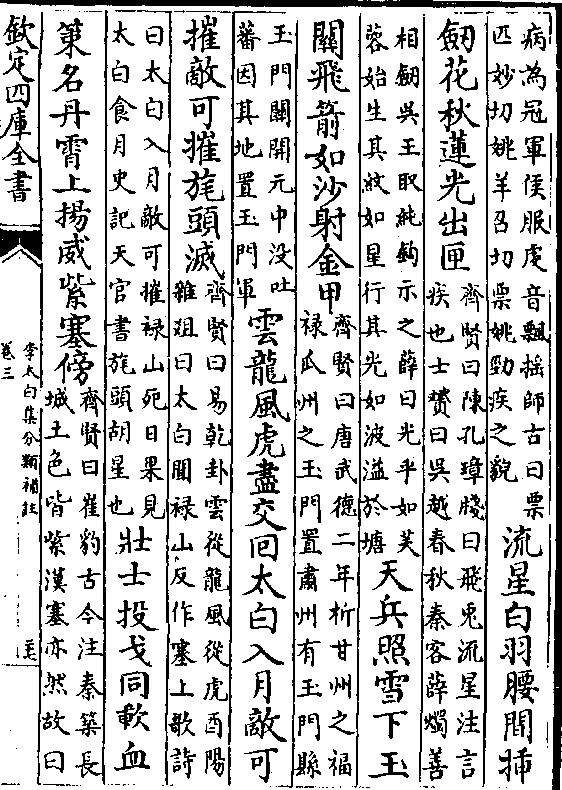 病為冠軍侯服虔音飄摇師古曰票
匹妙切姚羊召切票姚勁疾之貌
流星白羽腰間挿
劒花秋蓮光出匣
齊賢曰陳孔璋牋曰飛兎流星注言
疾也士贇曰吳越春秋秦客薛燭善
相劒吳王取純鈎示之薛曰光乎如芙
蓉始生其紋如星行其光如波溢於塘
天兵照雪下玉
關飛箭如沙射金甲
齊賢曰唐武德二年析甘州之福
禄瓜州之玉門置肅州有玉門縣
玉門關開元中没吐
蕃因其地置玉門軍
雲龍風虎盡交回太白入月敵可
摧敵可摧旄頭滅
齊賢曰易乾卦雲從龍風從虎酉陽
雜俎曰太白聞禄山反作塞上歌詩
曰太白入月敵可摧禄山死日果見
太白食月史記天官書旄頭胡星也
壯士投戈同軟血
策名丹霄上揚威紫塞傍
齊賢曰崔豹古今注秦築長
城土色皆紫漢塞亦然故曰
欽定四庫全書
李太白集分類補註
卷三